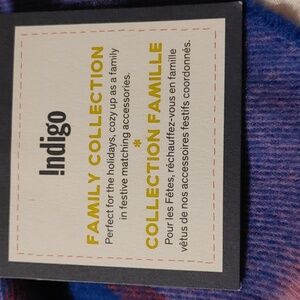 !ndigo
FAMILY COLLECTION
Perfect for the holidays, cozy up as a family
in festive matching accessories.
*
COLLECTION FAMILLE
Pour les Fêtes, réchauffez-vous en famille
vêtus de nos accessoires festifs coordonnés.